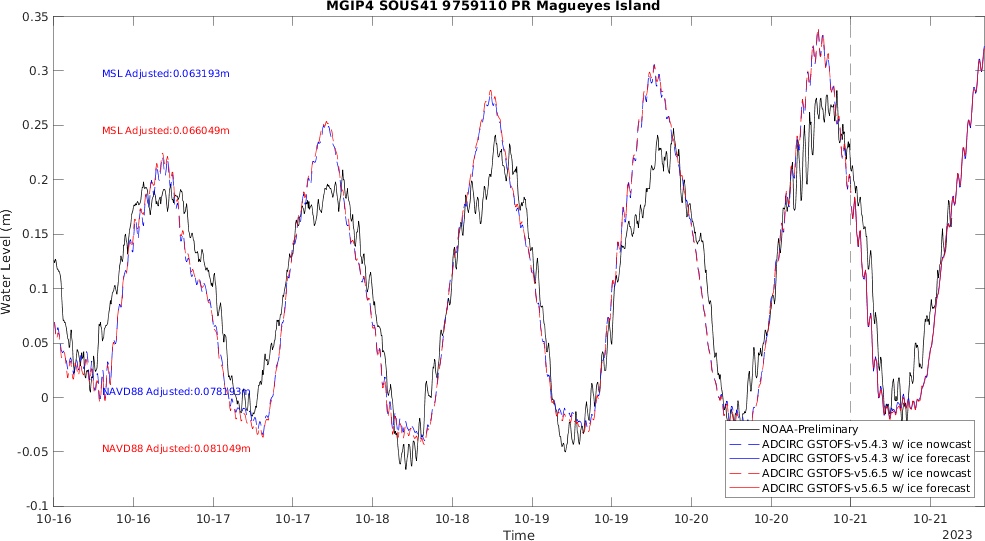 MGIP4 SOUS41 9759110 PR Magueyes Island
0.35
0.3
0.25
0.2
0.15
0.1
0.05
0
-0.05
-0.1
Water Level (m)
MSL Adjusted:0.063193m
MSL Adjusted:0.066049m
NAVD88 Adjusted:0.078193m
NAVD88 Adjusted:0.081049m
NOAA-Preliminary
ADCIRC GSTOFS-v5.4.3 w/ ice nowcast
ADCIRC GSTOFS-v5.4.3 w/ ice forecast
ADCIRC GSTOFS-v5.6.5 w/ ice nowcast
ADCIRC GSTOFS-v5.6.5 w/ ice forecast
10-16 10-16 10-17 10-17 10-18 10-18 10-19 10-19 10-20 10-20 10-21 10-21
Time
2023